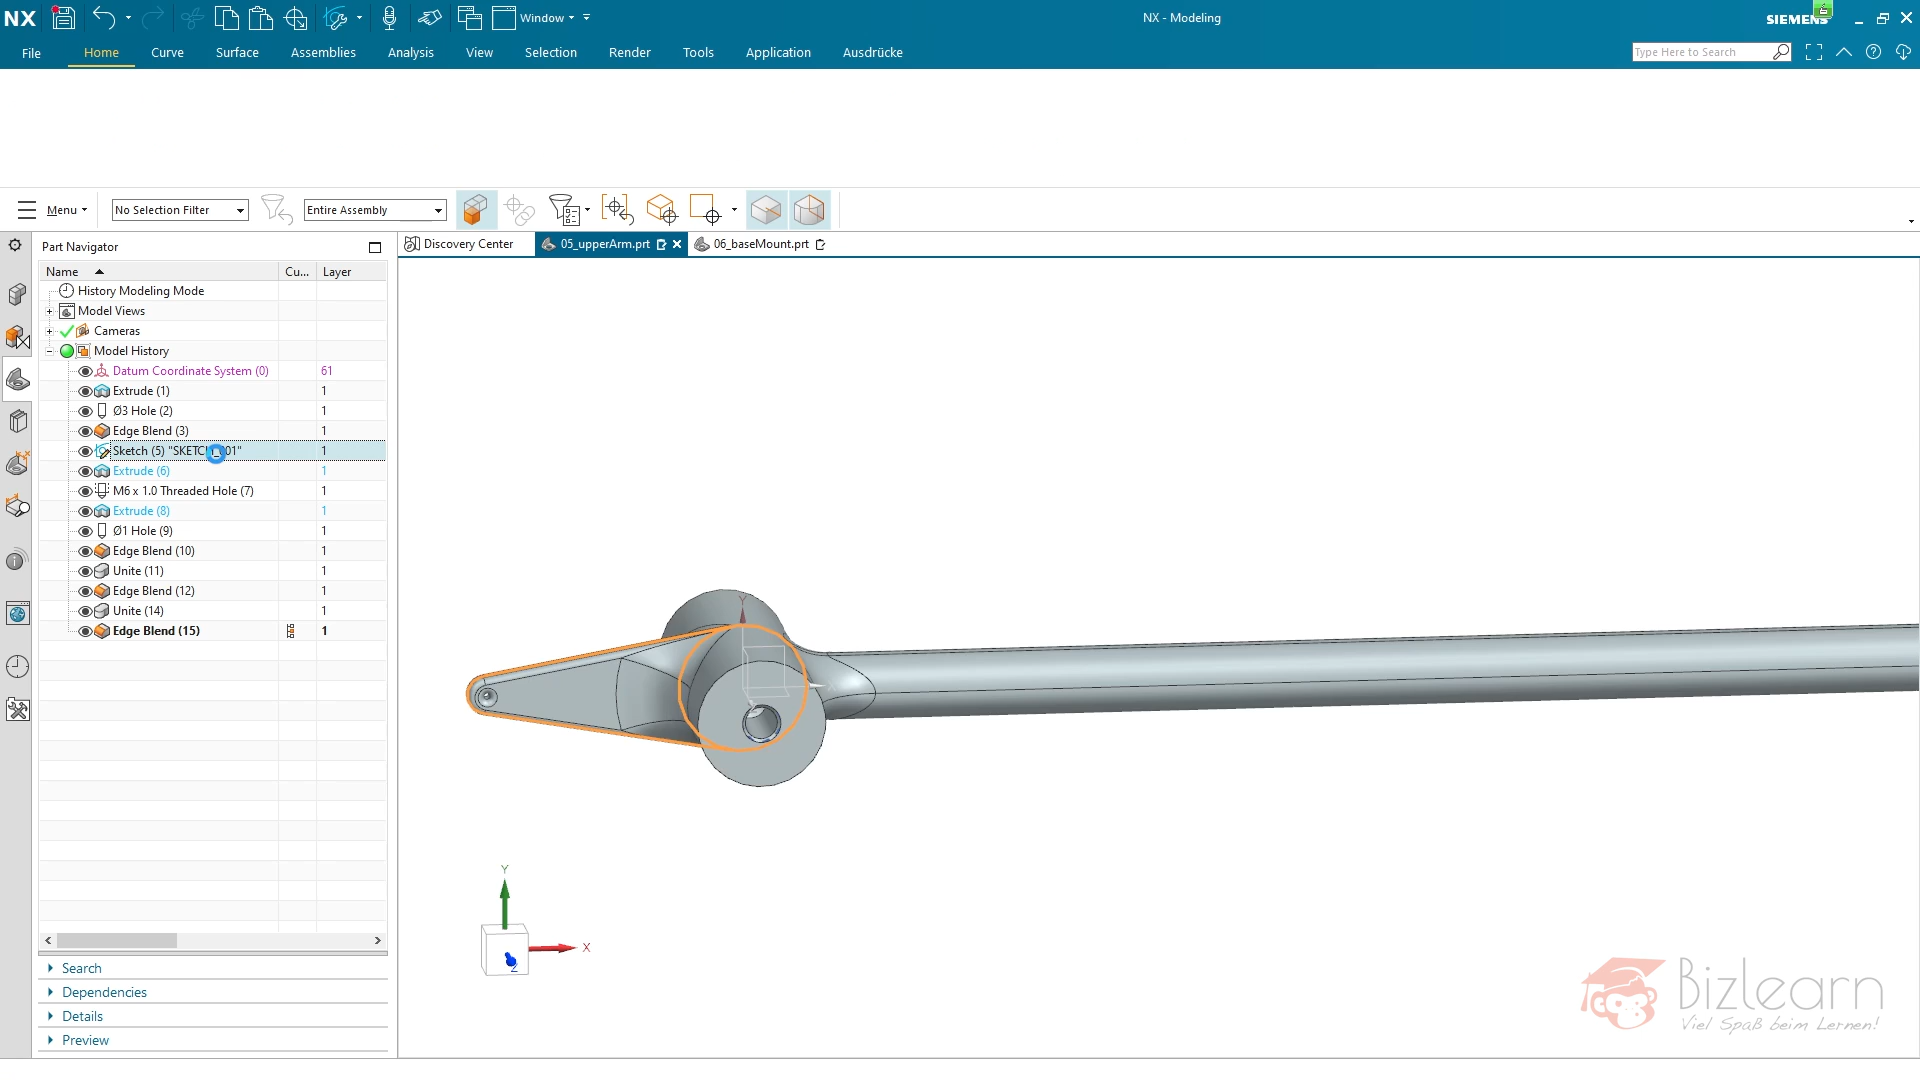 NX
Window
NX - Modeling
SIEMENS
File
Home
Curve
Surface
Assemblies
Analysis
View
Selection
Render
Tools
Application
Ausdrücke
Type Here to Search
Menu
No Selection Filter
Entire Assembly
Part Navigator
Discovery Center
05_upperArm.prt
06_baseMount.prt
Name
Cu...
Layer
History Modeling Mode
Model Views
Cameras
Model History
Datum Coordinate System (0) 61
Extrude (1) 1
Ø3 Hole (2) 1
Edge Blend (3) 1
Sketch (5) 1
Extrude (6) 1
M6 x 1.0 Threaded Hole (7) 1
Extrude (8) 1
Ø1 Hole (9) 1
Edge Blend (10) 1
Unite (11) 1
Edge Blend (12) 1
Unite (14) 1
Edge Blend (15) 1
Search
Dependencies
Details
Preview
Y
Y
X
Z
Bizlearn
Viel Spaß beim Lernen!